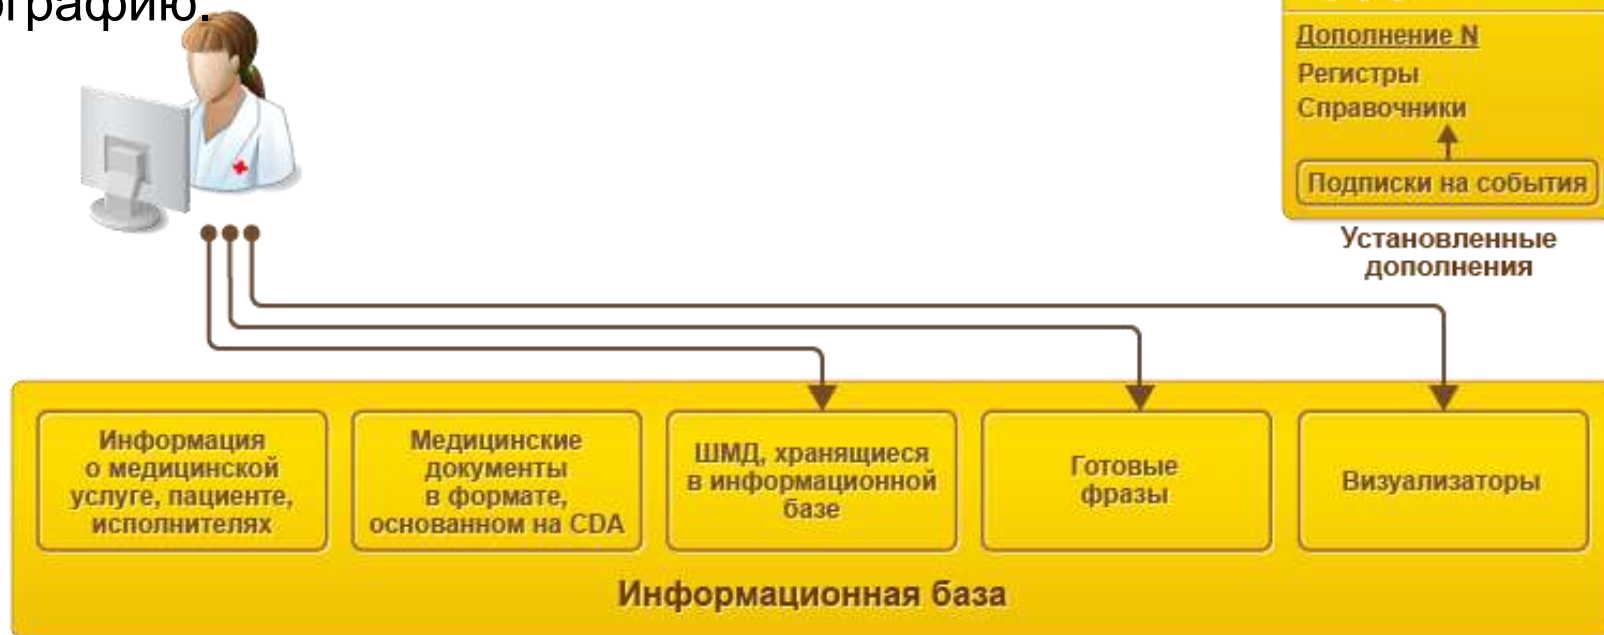 ографию.
Дополнение N
Регистры
Справочники
Подписки на события
Установленные
дополнения
Информация
о медицинской
услуге, пациенте,
исполнителях
Медицинские
документы
в формате,
основанном на CDA
ШМД, хранящиеся
в информационной
базе
Готовые
фразы
Визуализаторы
Информационная база